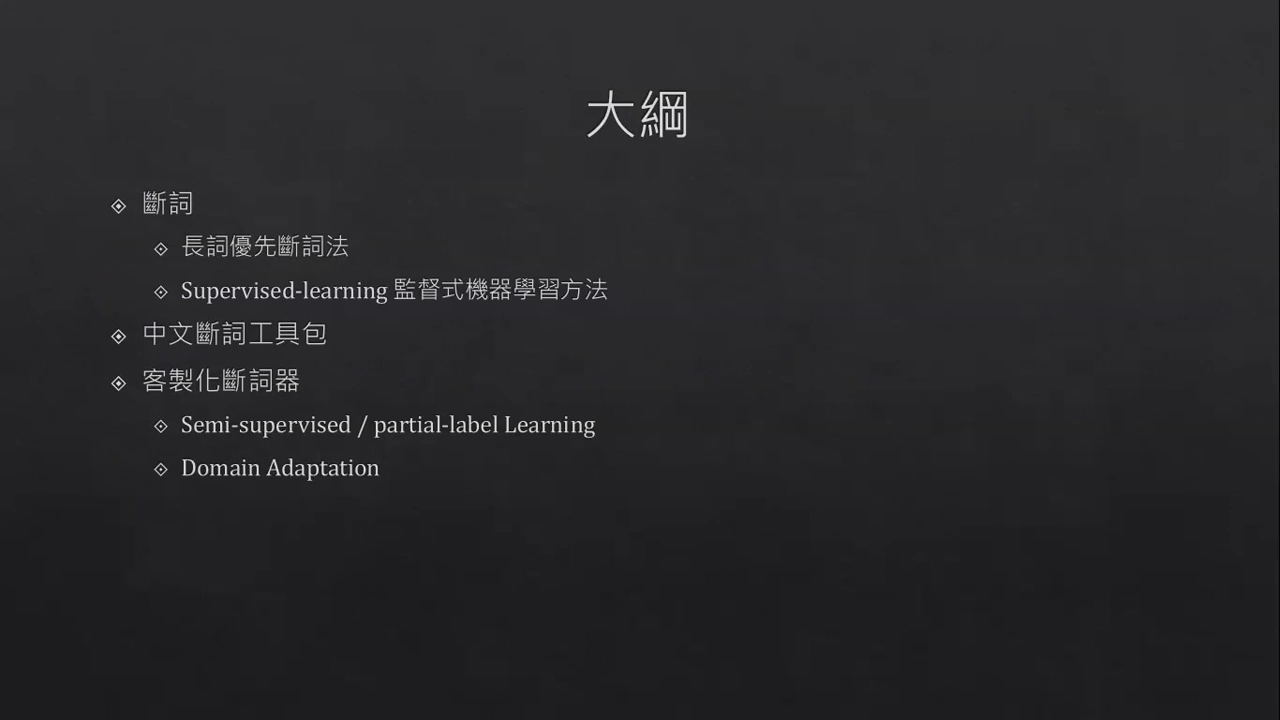 大綱
斷詞
長詞優先斷詞法
Supervised-learning 監督式機器學習方法
中文斷詞工具包
客製化斷詞器
Semi-supervised / partial-label Learning
Domain Adaptation